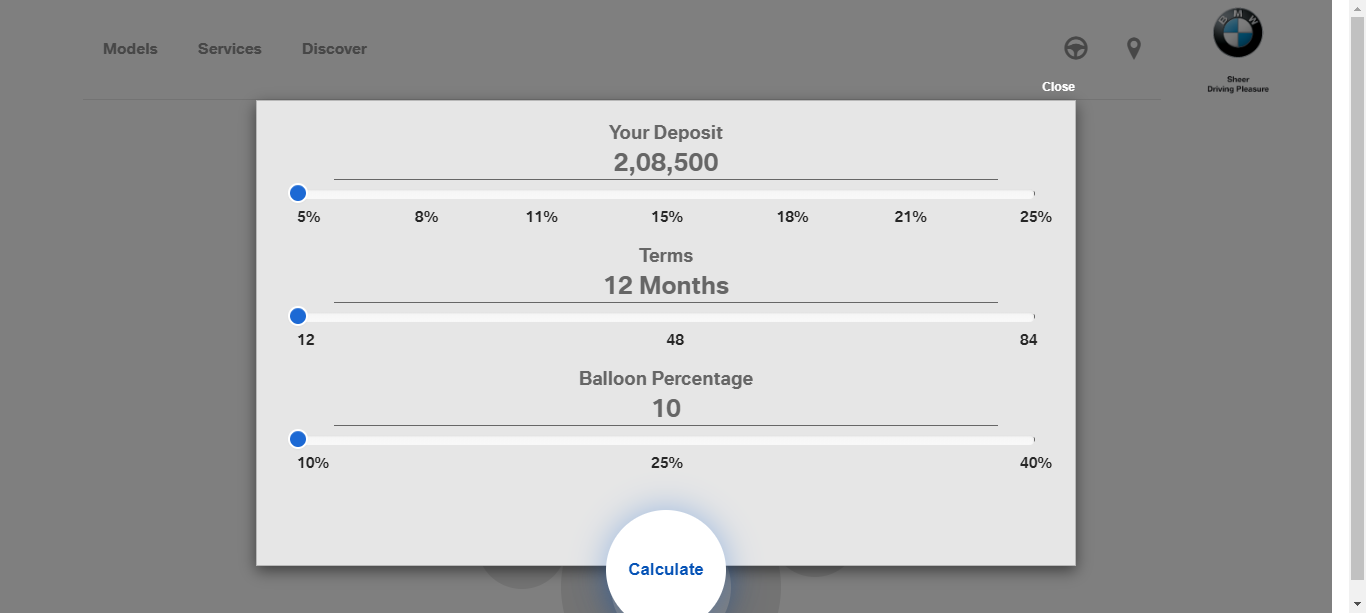 Models Services Discover
BMW
Sheer
Driving Pleasure
Close
Your Deposit
2,08,500
5% 8% 11% 15% 18% 21% 25%
Terms
12 Months
12 48 84
Balloon Percentage
10
10% 25% 40%
Calculate